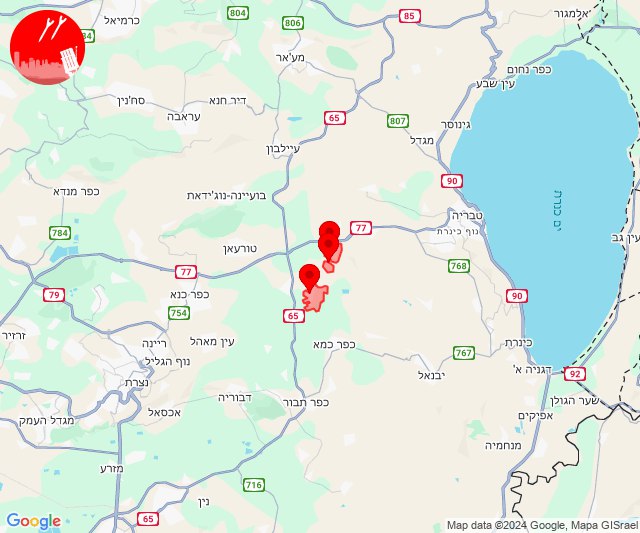 אלמגור
כרמיאל
784
804
806
85
מע'אר
כפר נחום
עין שבע
סח'נין
דיר חנא
עראבה
65
807
גינוסר
מגדל
עיילבון
כפר מנדא
בועיינה-נוג'ידאת
90
ים כנרת
טבריה
784
77
נוף כינרת
עין גב
טורעאן
768
77
79
כפר כנא
90
754
65
זרזיר
ריינה
עין מאהל
כפר כמא
כינרת
נוף הגליל
767
נצרת
יבנאל
דגניה א'
92
דבוריה
כפר תבור
שער הגולן
אכסאל
מגדל העמק
אפיקים
מנחמיה
מזרע
716
נין
65
Google
Map data ©2024 Google, Mapa GISrael